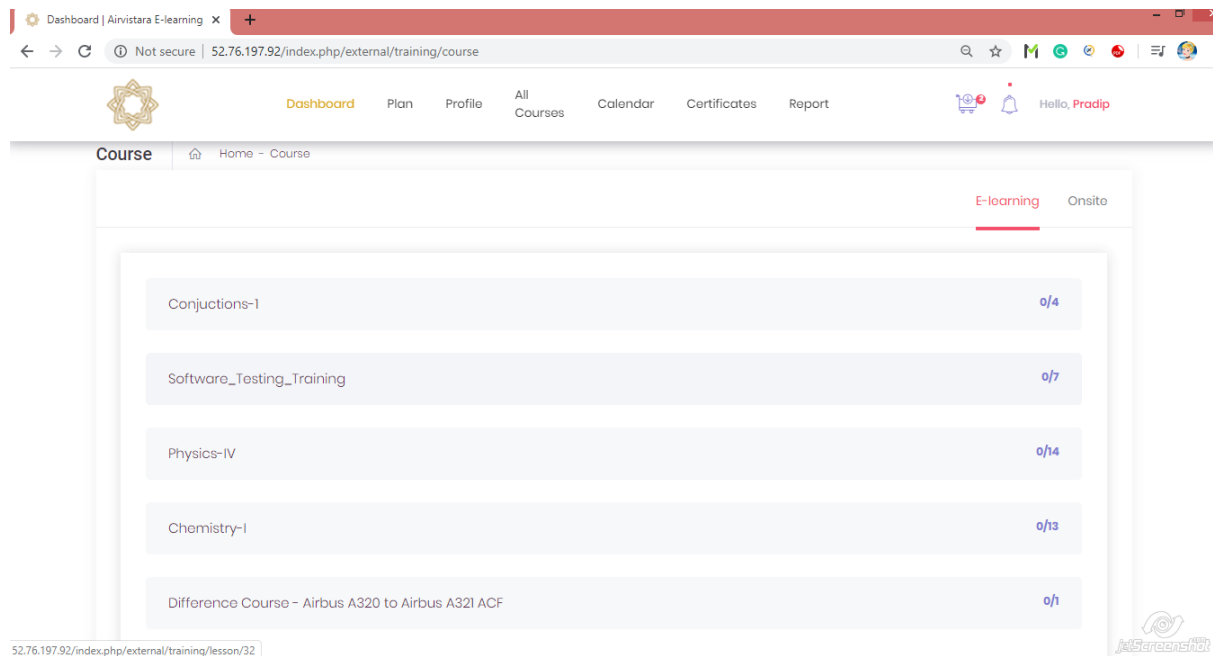 Dashboard | Airvistara E-learning
Not secure | 52.76.197.92/index.php/external/training/course
Dashboard Plan Profile All Courses Calendar Certificates Report Hello, Pradip
Course Home - Course
E-learning Onsite
Conjuctions-1 0/4
Software_Testing_Training 0/7
Physics-IV 0/14
Chemistry-I 0/13
Difference Course - Airbus A320 to Airbus A321 ACF 0/1
52.76.197.92/index.php/external/training/lesson/32
jetScreenshot